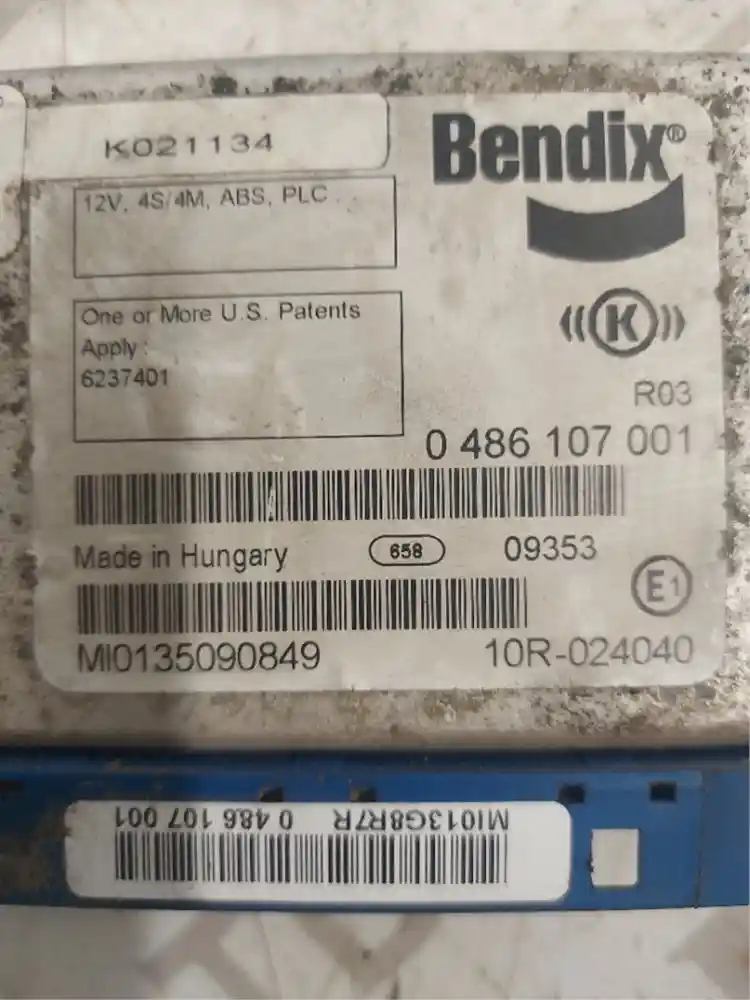 K021134
Bendix®
12V, 4S/4M, ABS, PLC
One or More U.S. Patents
Apply :
6237401
K
R03
0 486 107 001
Made in Hungary
658
09353
E1
MI0135090849
10R-024040
MI013G8R7R 0 486 107 001